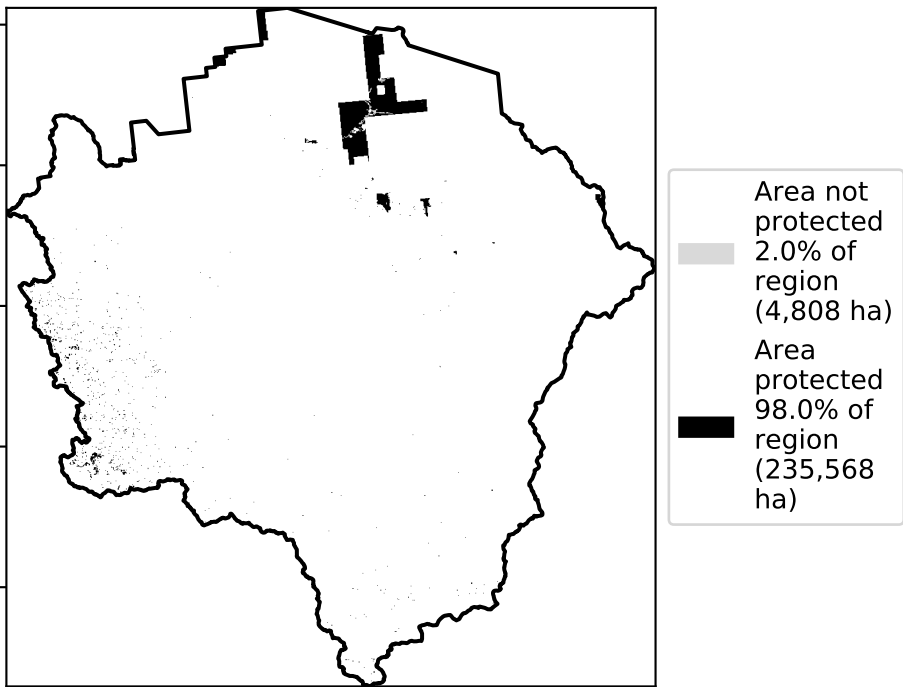 Area not
protected
2.0% of
region
(4,808 ha)
Area
protected
98.0% of
region
(235,568
ha)